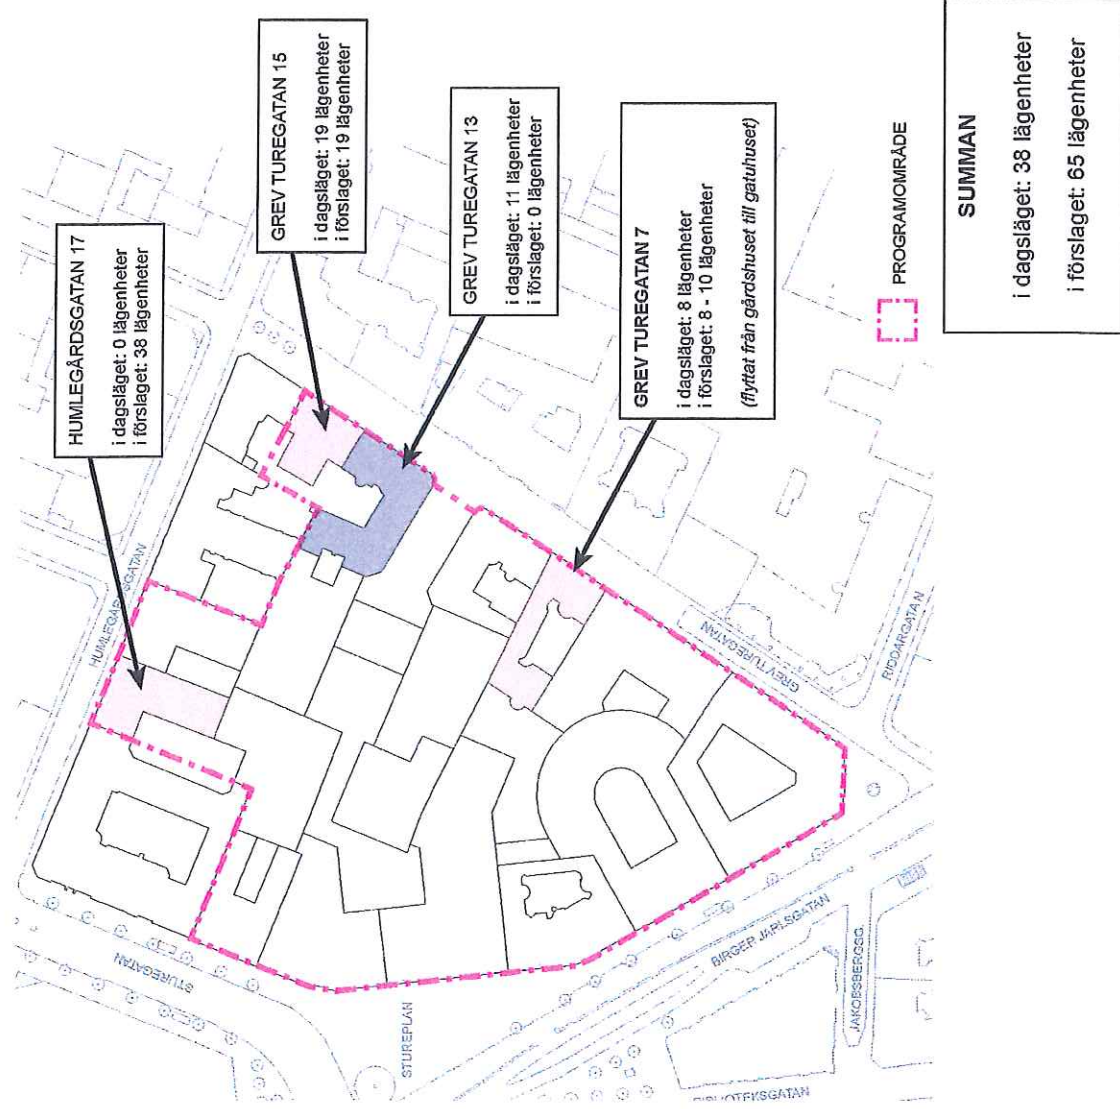 HUMLEGÅRDSGATAN 17
i dagsläget: 0 lägenheter
i förslaget: 38 lägenheter
GREV TUREGATAN 15
i dagsläget: 19 lägenheter
i förslaget: 19 lägenheter
GREV TUREGATAN 13
i dagsläget: 11 lägenheter
i förslaget: 0 lägenheter
GREV TUREGATAN 7
i dagsläget: 8 lägenheter
i förslaget: 8 - 10 lägenheter
(flyttat från gårdshuset till gatuhuset)
PROGRAMOMRÅDE
SUMMAN
i dagsläget: 38 lägenheter
i förslaget: 65 lägenheter
HUMLEGÅRDSGATAN
STUREGATAN
STUREPLAN
GREV TUREGATAN
RIDDARGATAN
BIRGER JARLSGATAN
JAKOBSBERGSG.
BIBLIOTEKSGATAN